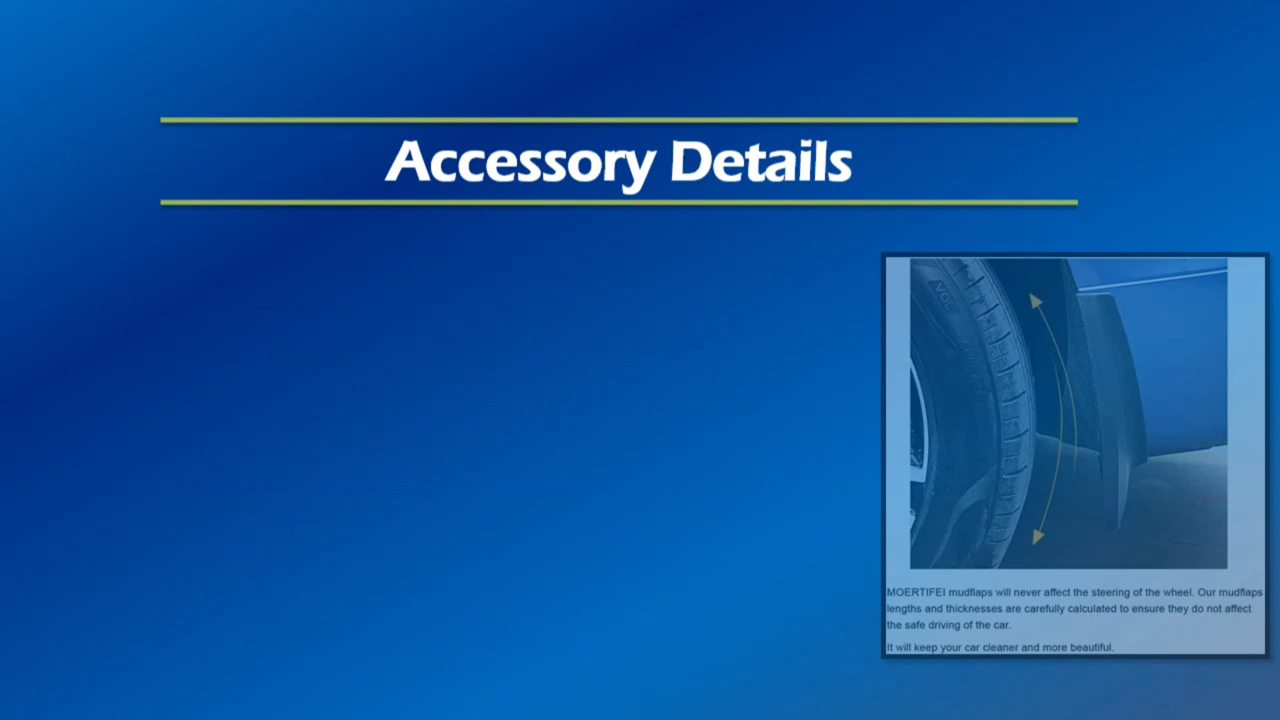 Accessory Details
VOL
MOERTIFEI mudflaps will never affect the steering of the wheel. Our mudflaps
lengths and thicknesses are carefully calculated to ensure they do not affect
the safe driving of the car.
It will keep your car cleaner and more beautiful.